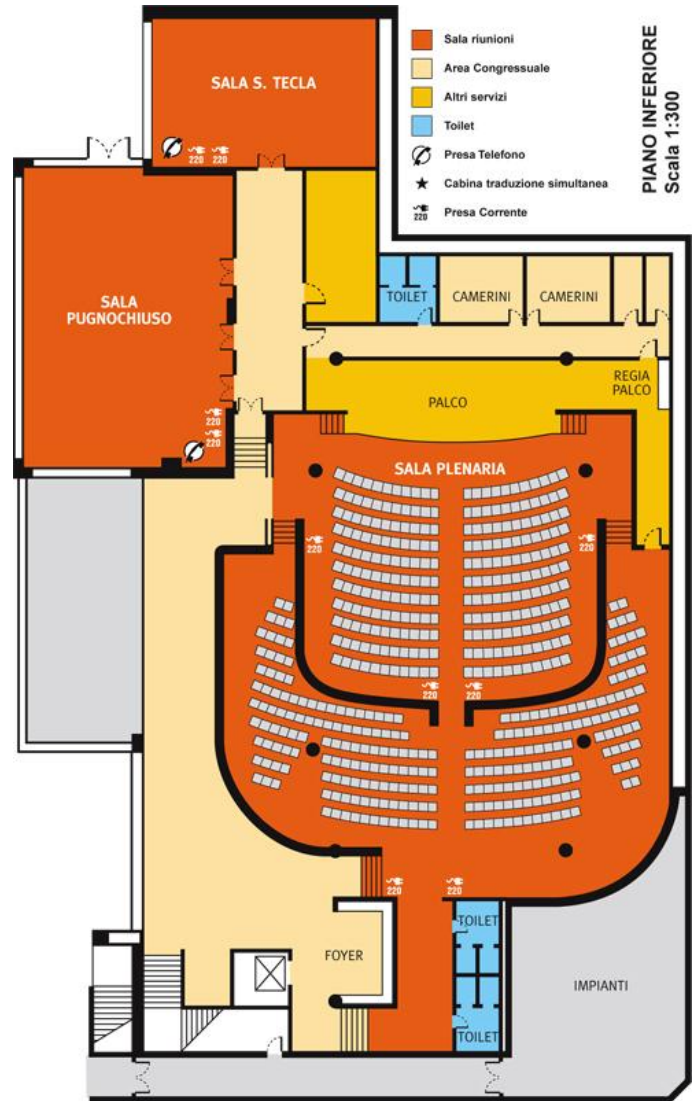 SALA S. TECLA
220
220
Sala riunioni
Area Congressuale
Altri servizi
Toilet
Presa Telefono
Cabina traduzione simultanea
220
Presa Corrente
PIANO INFERIORE
Scala 1:300
SALA
PUGNOCHIUSO
220
220
TOILET
CAMERINI
CAMERINI
REGIA
PALCO
PALCO
SALA PLENARIA
220
220
220
220
220
220
TOILET
FOYER
IMPIANTI
TOILET